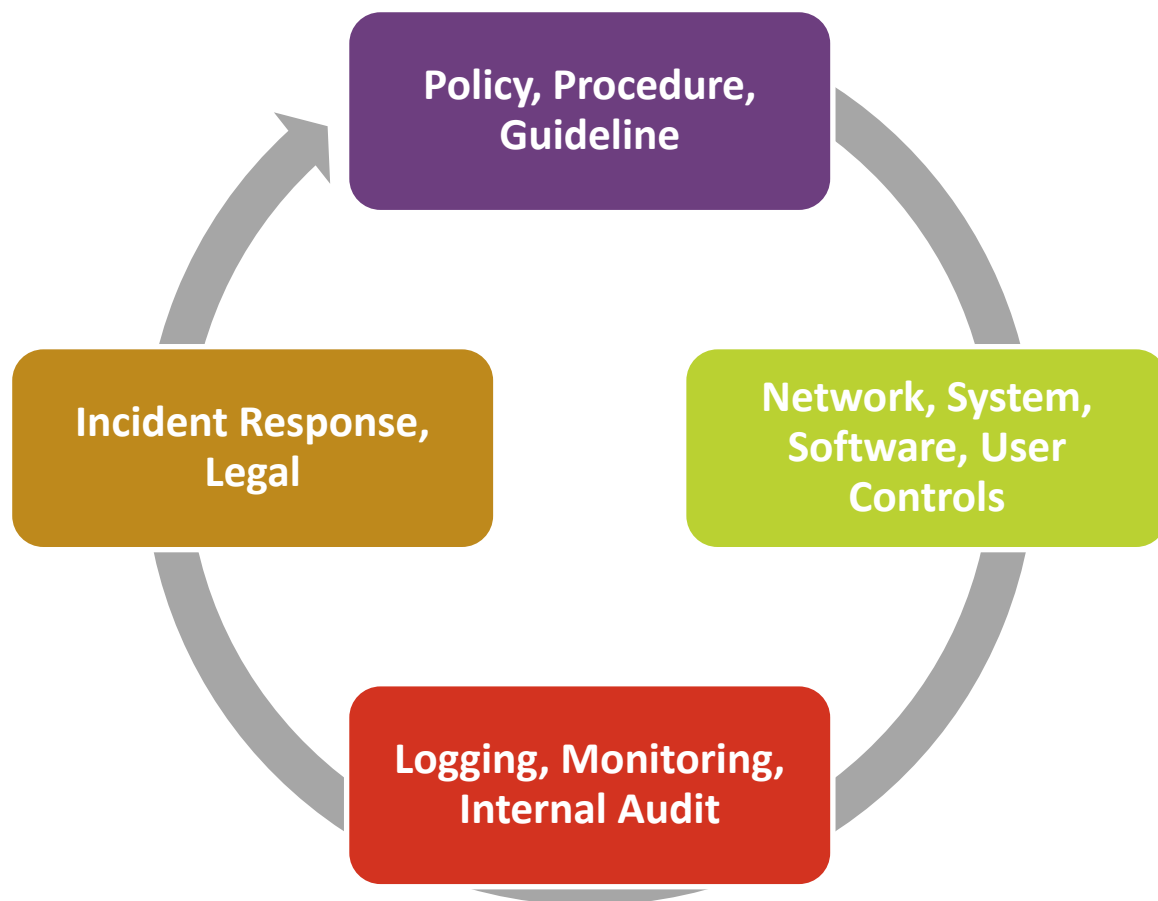 Policy, Procedure,
Guideline
Network, System,
Software, User
Controls
Logging, Monitoring,
Internal Audit
Incident Response,
Legal